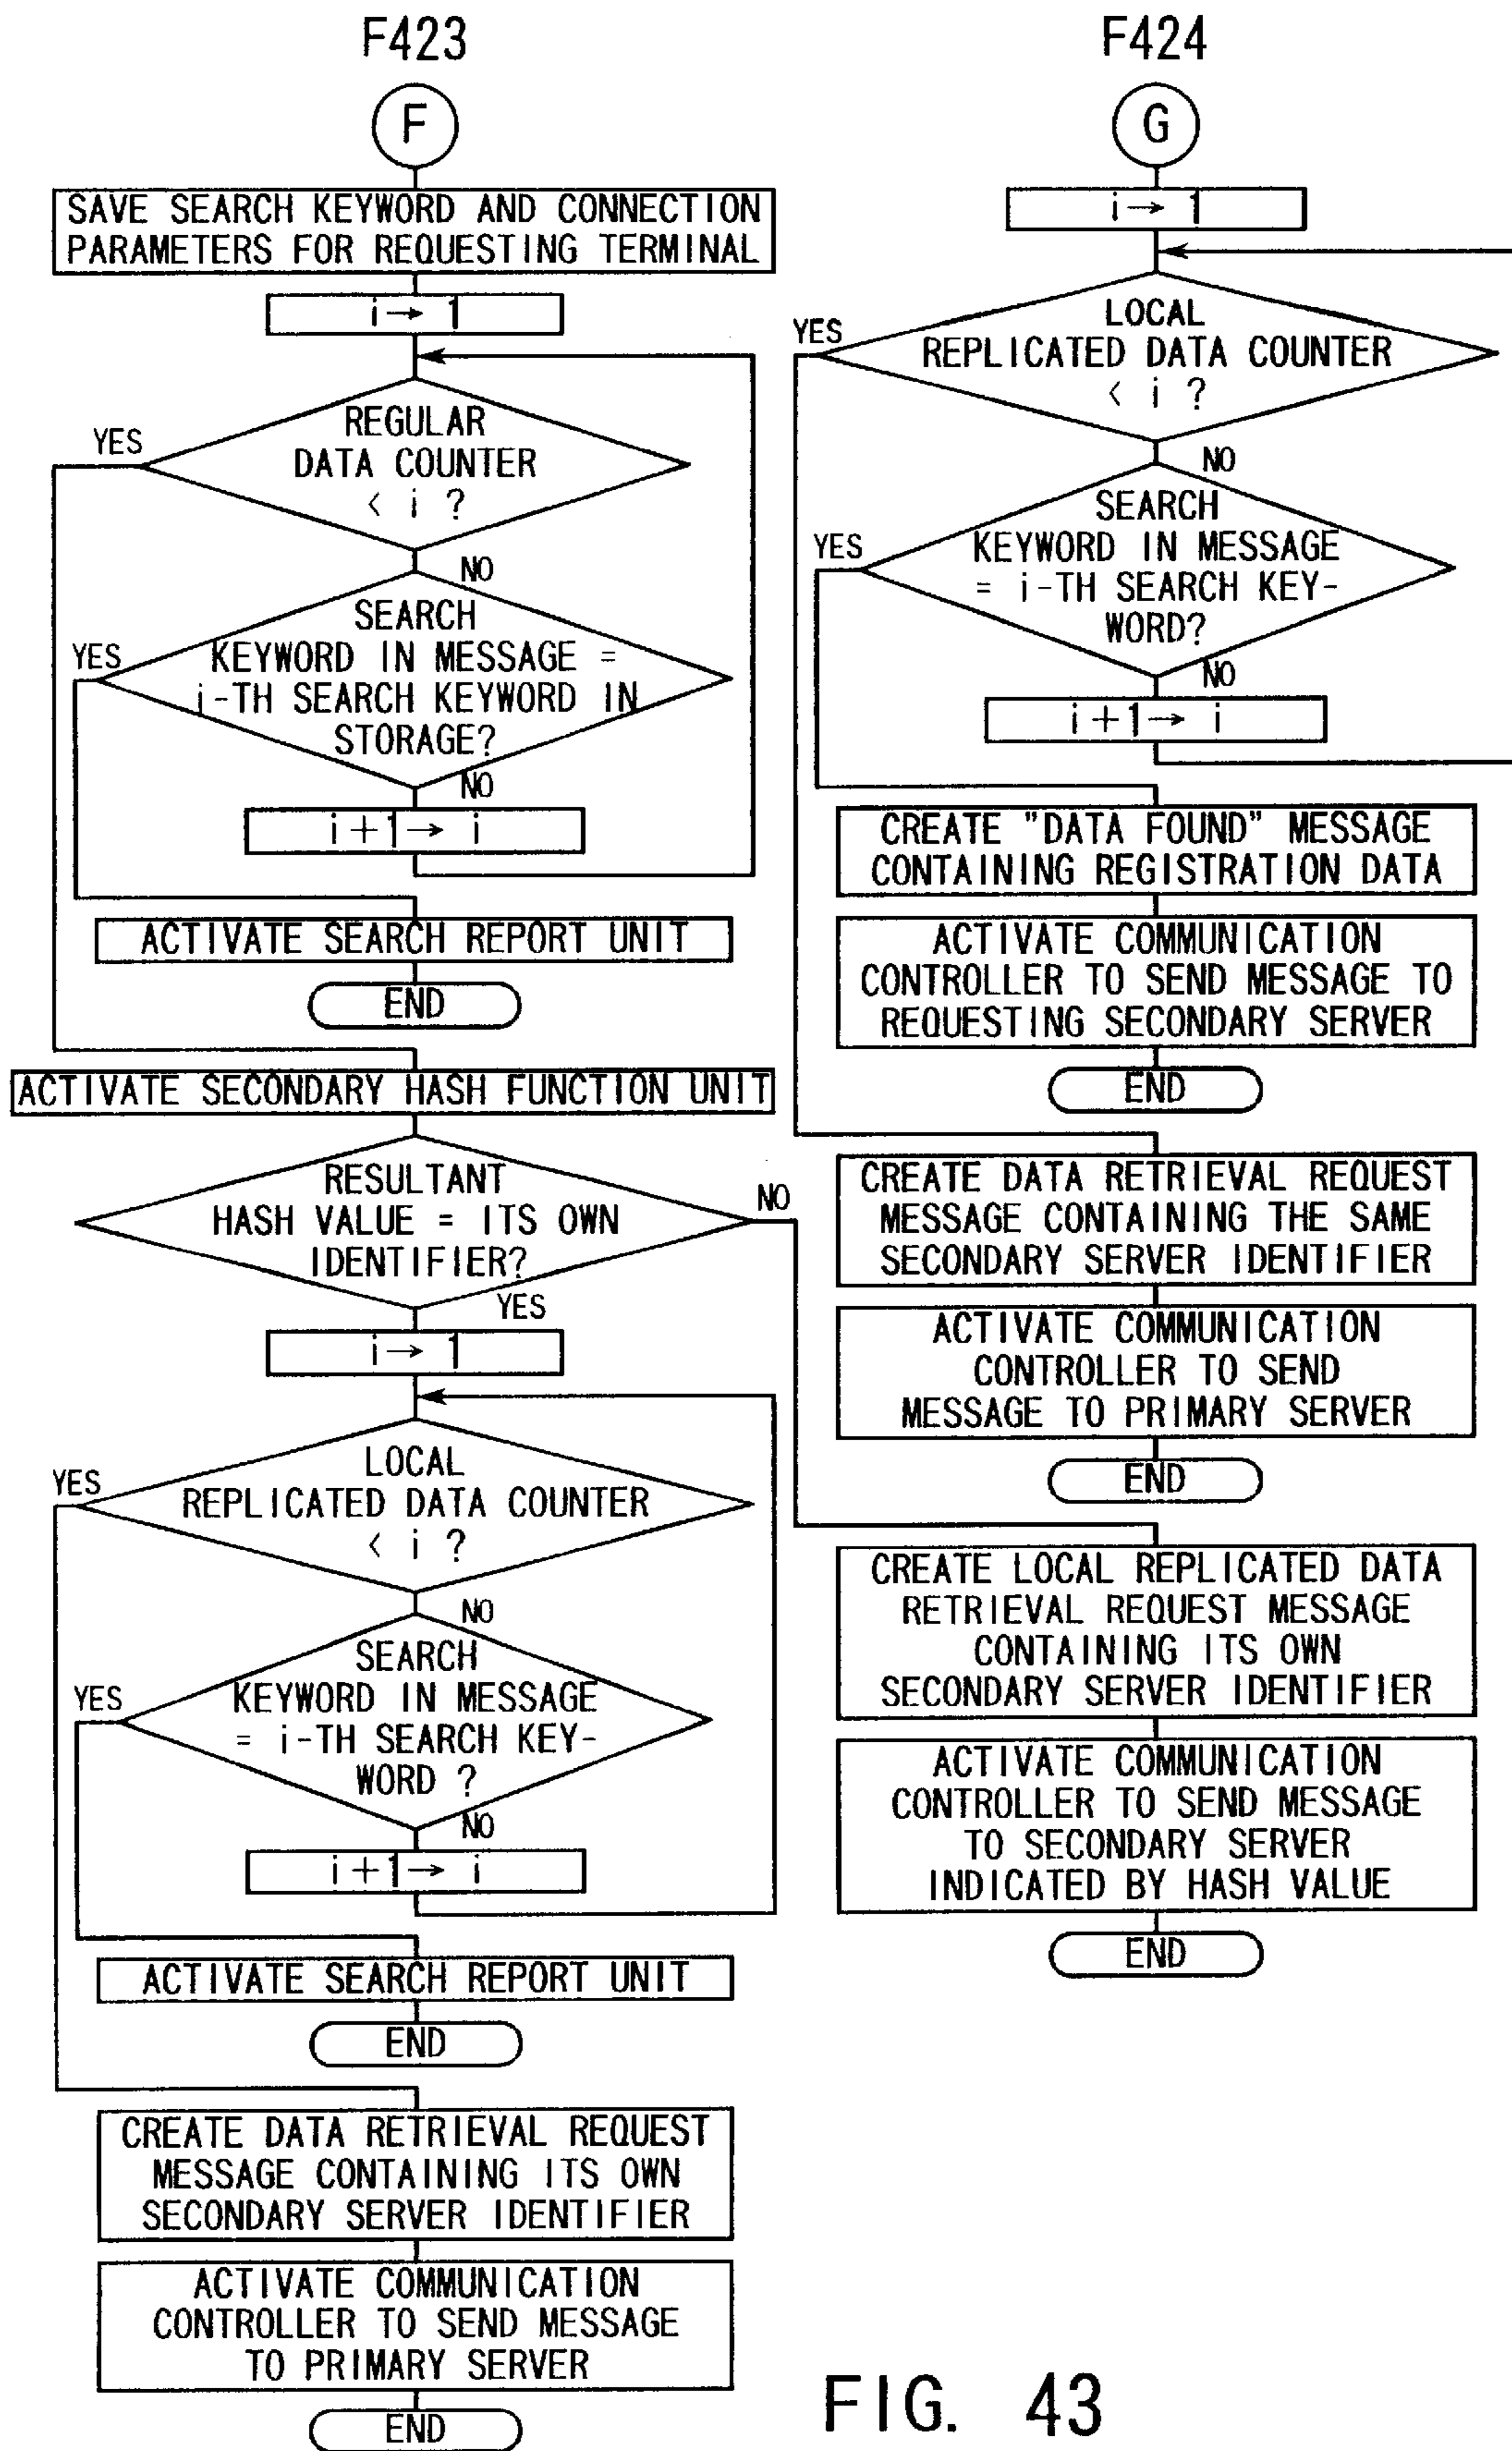 F423
F
SAVE SEARCH KEYWORD AND CONNECTION
PARAMETERS FOR REQUESTING TERMINAL
i → 1
REGULAR
DATA COUNTER
< i ?
YES
NO
SEARCH
KEYWORD IN MESSAGE =
i-TH SEARCH KEYWORD IN
STORAGE?
YES
NO
i + 1 → i
ACTIVATE SEARCH REPORT UNIT
END
ACTIVATE SECONDARY HASH FUNCTION UNIT
RESULTANT
HASH VALUE = ITS OWN
IDENTIFIER?
NO
YES
i → 1
LOCAL
REPLICATED DATA COUNTER
< i ?
YES
NO
SEARCH
KEYWORD IN MESSAGE
= i-TH SEARCH KEY-
WORD ?
YES
NO
i + 1 → i
ACTIVATE SEARCH REPORT UNIT
END
CREATE DATA RETRIEVAL REQUEST
MESSAGE CONTAINING ITS OWN
SECONDARY SERVER IDENTIFIER
ACTIVATE COMMUNICATION
CONTROLLER TO SEND MESSAGE
TO PRIMARY SERVER
END
F424
G
i → 1
LOCAL
REPLICATED DATA COUNTER
< i ?
YES
NO
SEARCH
KEYWORD IN MESSAGE
= i-TH SEARCH KEY-
WORD?
YES
NO
i + 1 → i
CREATE "DATA FOUND" MESSAGE
CONTAINING REGISTRATION DATA
ACTIVATE COMMUNICATION
CONTROLLER TO SEND MESSAGE TO
REQUESTING SECONDARY SERVER
END
CREATE DATA RETRIEVAL REQUEST
MESSAGE CONTAINING THE SAME
SECONDARY SERVER IDENTIFIER
ACTIVATE COMMUNICATION
CONTROLLER TO SEND
MESSAGE TO PRIMARY SERVER
END
CREATE LOCAL REPLICATED DATA
RETRIEVAL REQUEST MESSAGE
CONTAINING ITS OWN
SECONDARY SERVER IDENTIFIER
ACTIVATE COMMUNICATION
CONTROLLER TO SEND MESSAGE
TO SECONDARY SERVER
INDICATED BY HASH VALUE
END
FIG. 43